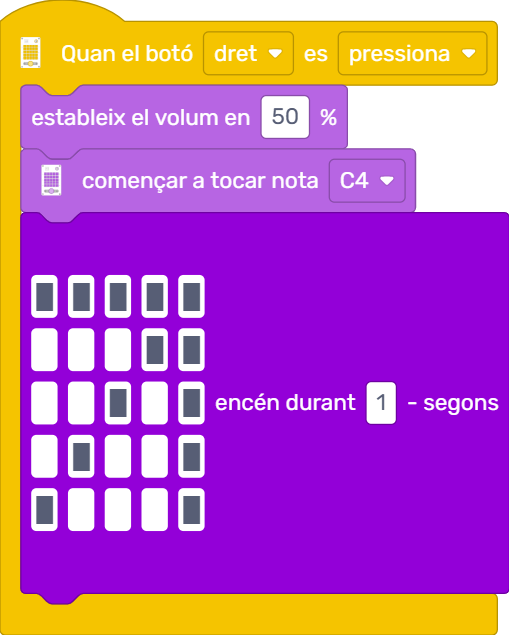 Quan el botó dret es pressiona
estableix el volum en 50 %
començar a tocar nota C4
encén durant 1 - segons